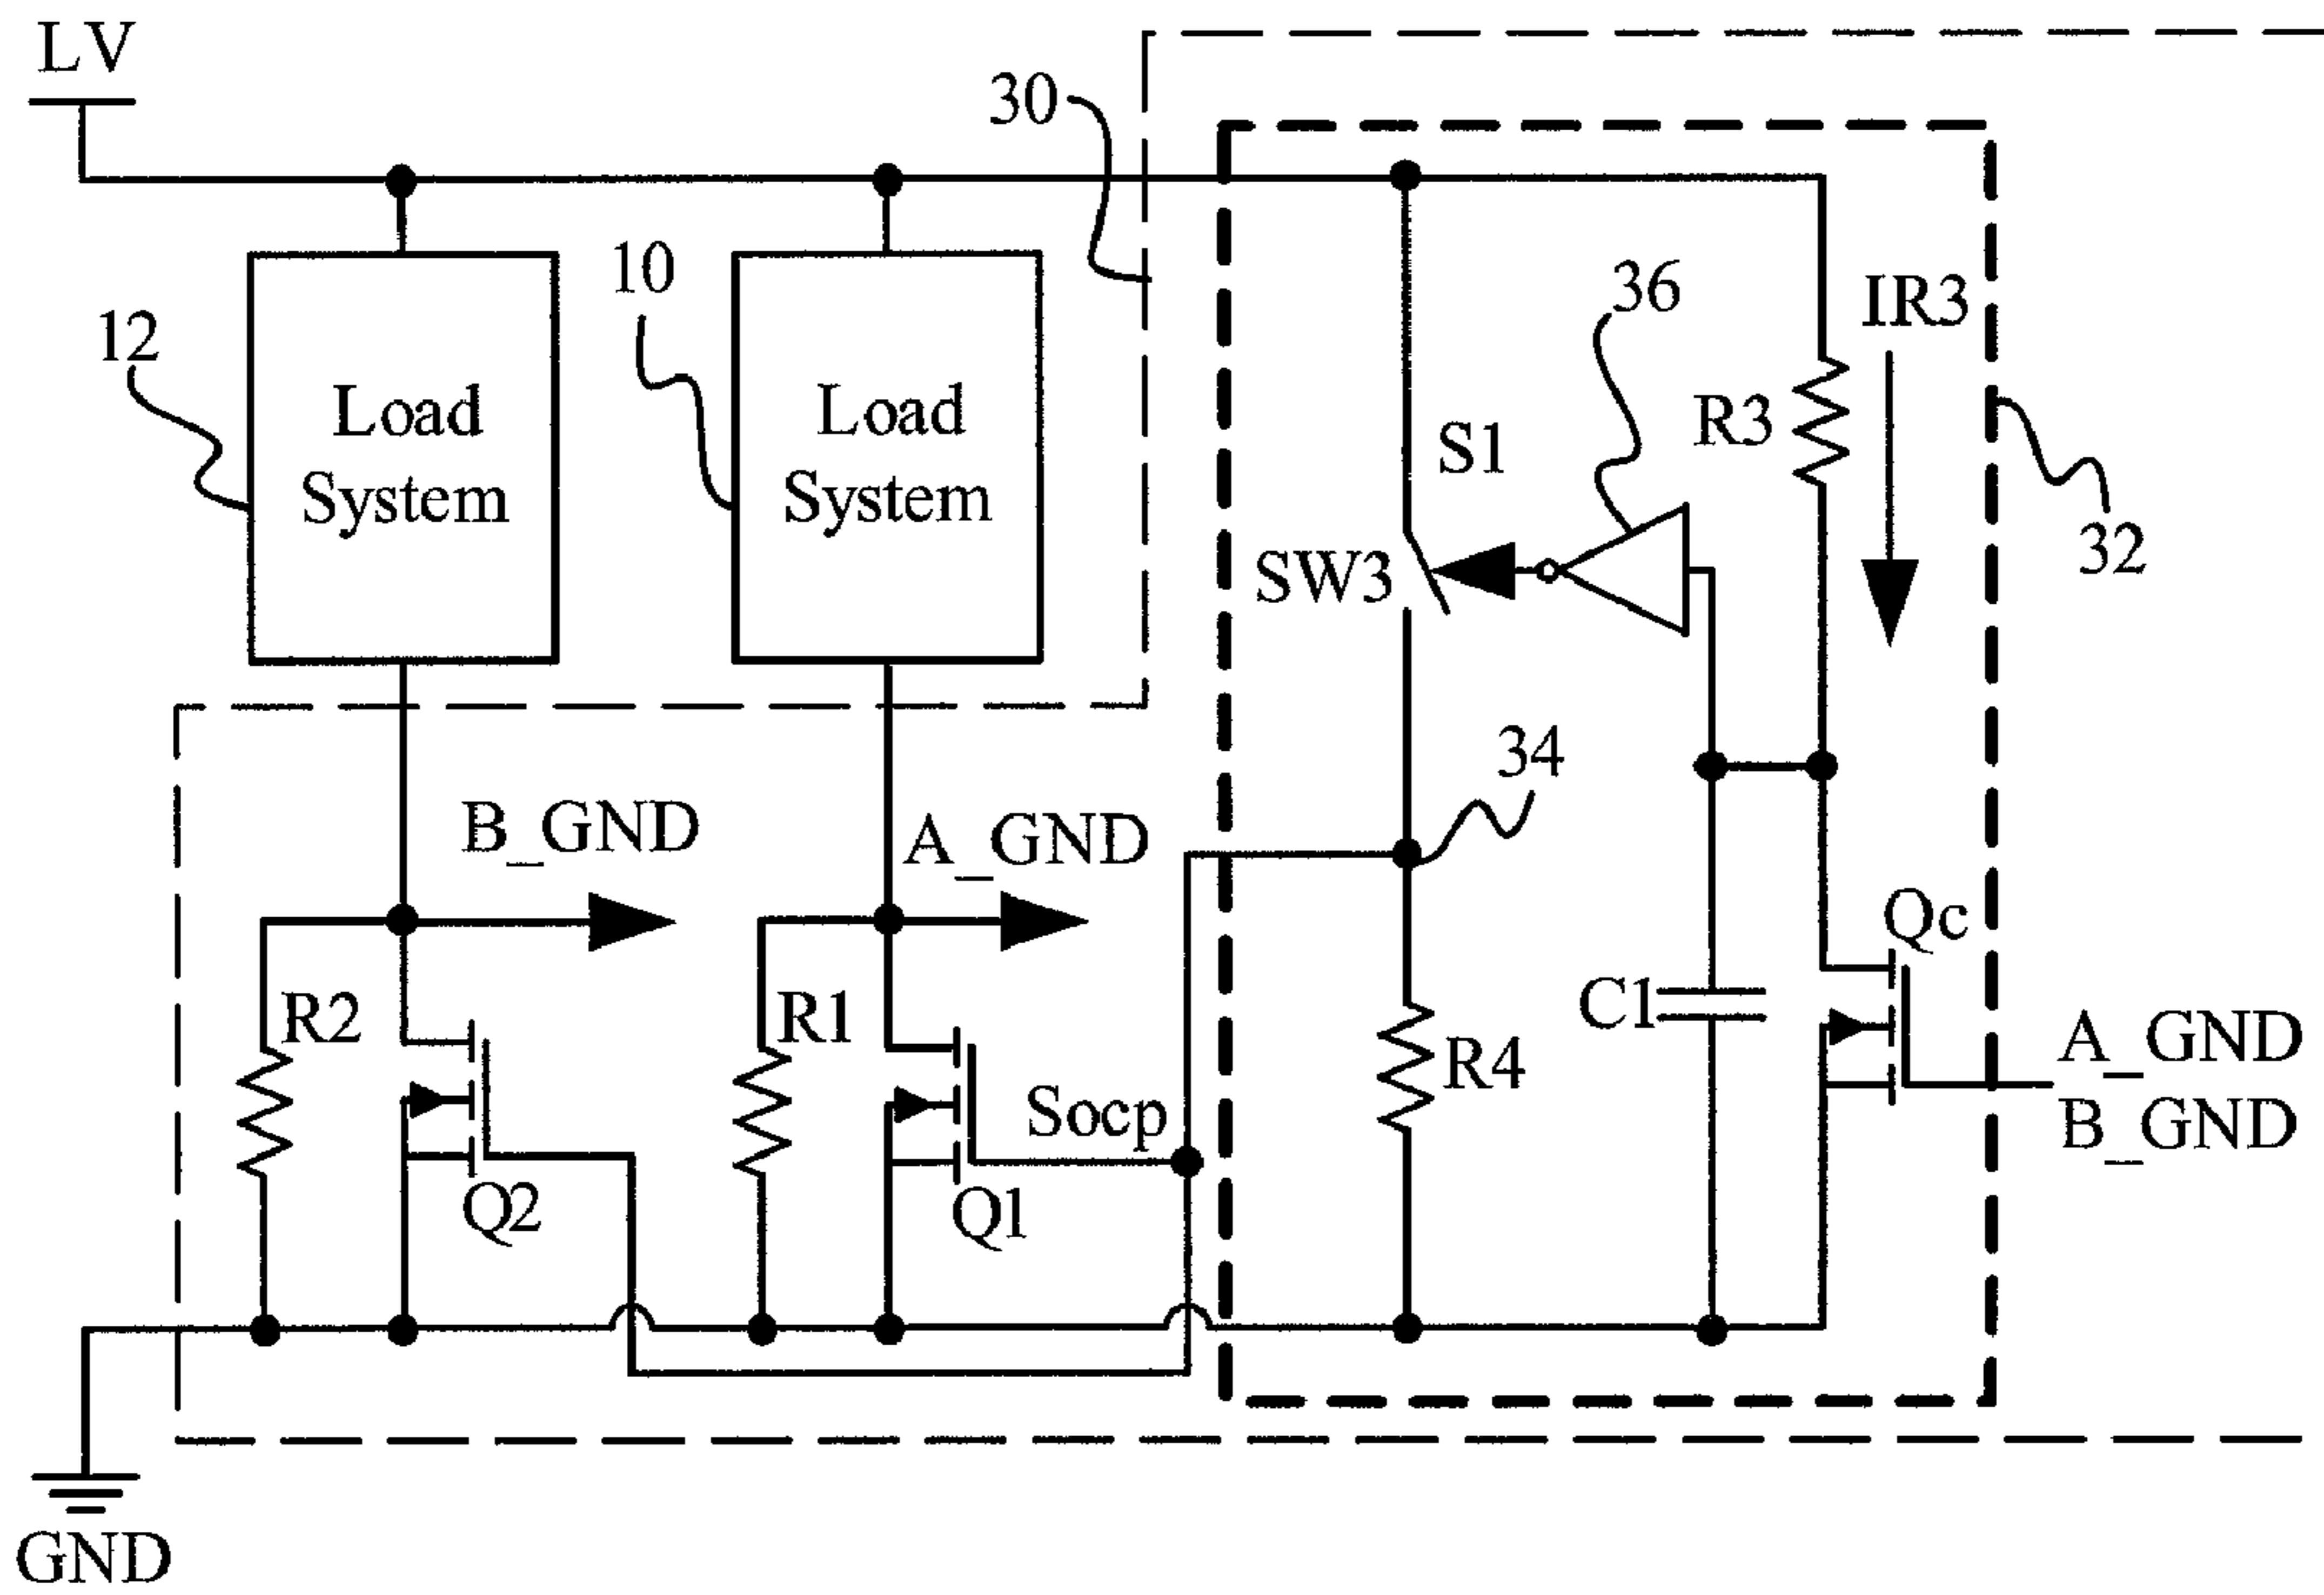 LV
30
12
Load
System
10
Load
System
36
IR3
R3
S1
SW3
32
34
B_GND
A_GND
Qc
R2
R1
C1
R4
A_GND
B_GND
Socp
Q2
Q1
GND